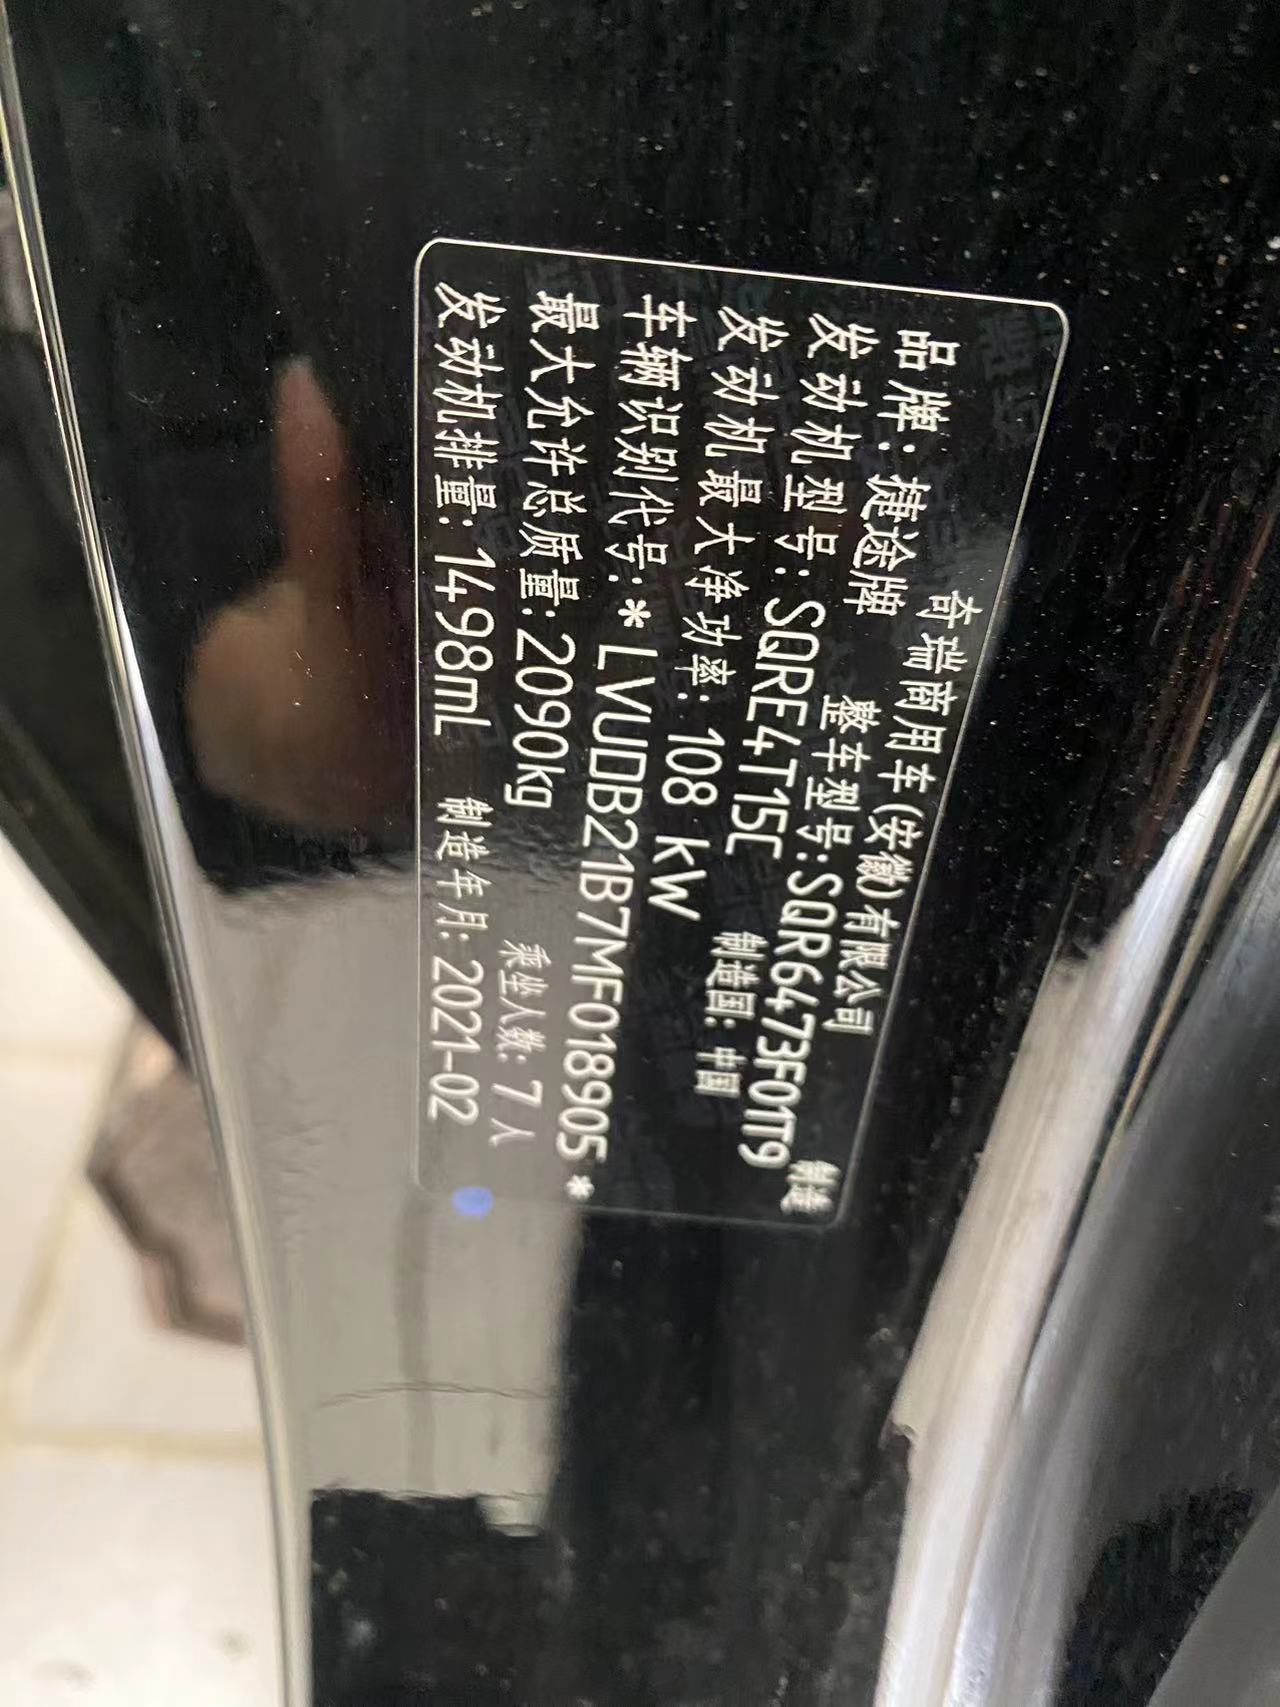 奇瑞商用车(安徽)有限公司 制造
品牌: 捷途牌 整车型号:SQR6473F01T9
发动机型号:SQRE4T15C 制造国: 中国
发动机最大净功率: 108 kW
车辆识别代号:*LVUDB21B7MF018905*
最大允许总质量:2090kg 乘坐人数: 7 人
发动机排量:1498mL 制造年月: 2021-02